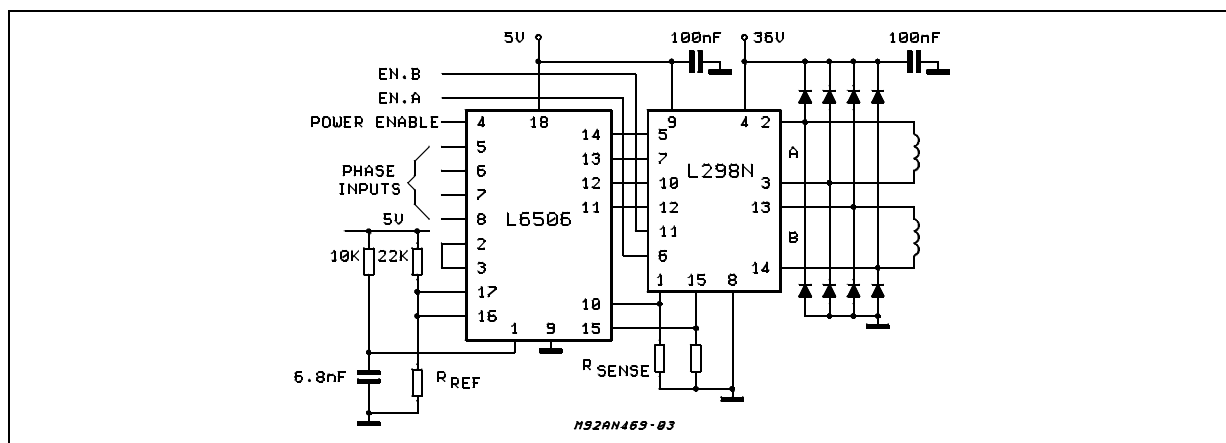 5V 100nF 36V 100nF
EN.B
EN.A
POWER ENABLE 4 18 9 4 2
14 5
5
13 7 A
PHASE INPUTS 6 L298N
12 10 3
7
11 12 13
8 L6506
5V 11 B
2
10K 22K 6 14
3
1 15 8
17 10
16
1 9 15
6.8nF R REF R SENSE
M92AN469-03